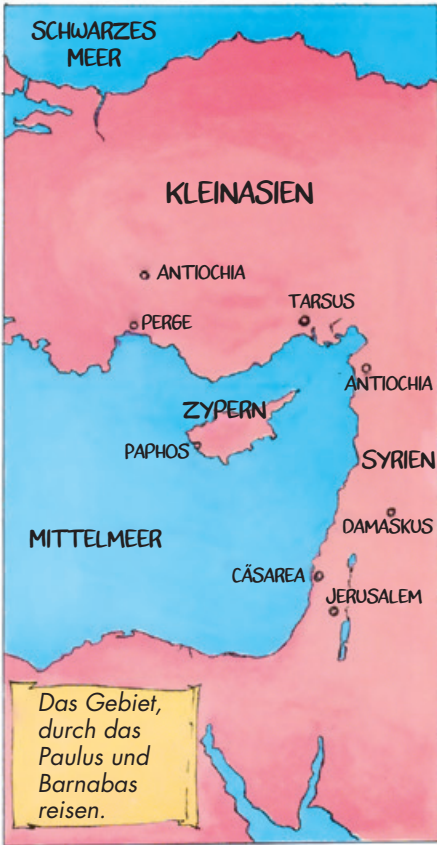 SCHWARZES
MEER
KLEINASIEN
ANTIOCHIA
TARSUS
PERGE
ANTIOCHIA
ZYPERN
PAPHOS
SYRIEN
DAMASKUS
MITTELMEER
CÄSAREA
JERUSALEM
Das Gebiet,
durch das
Paulus und
Barnabas
reisen.